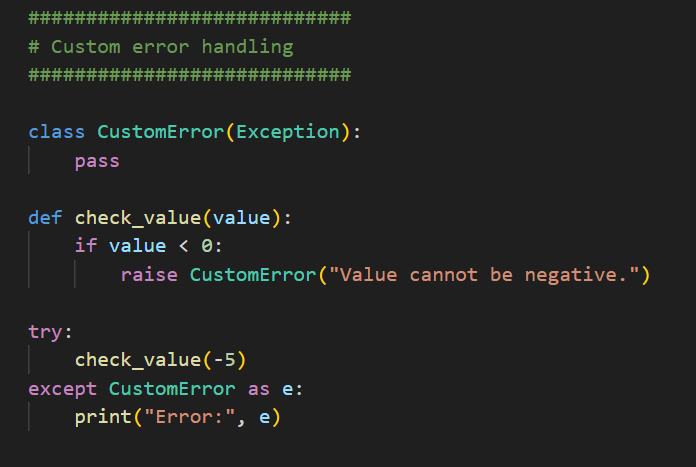 ############################
# Custom error handling
############################
class CustomError(Exception):
    pass
def check_value(value):
    if value < 0:
        raise CustomError("Value cannot be negative.")
try:
    check_value(-5)
except CustomError as e:
    print("Error:", e)